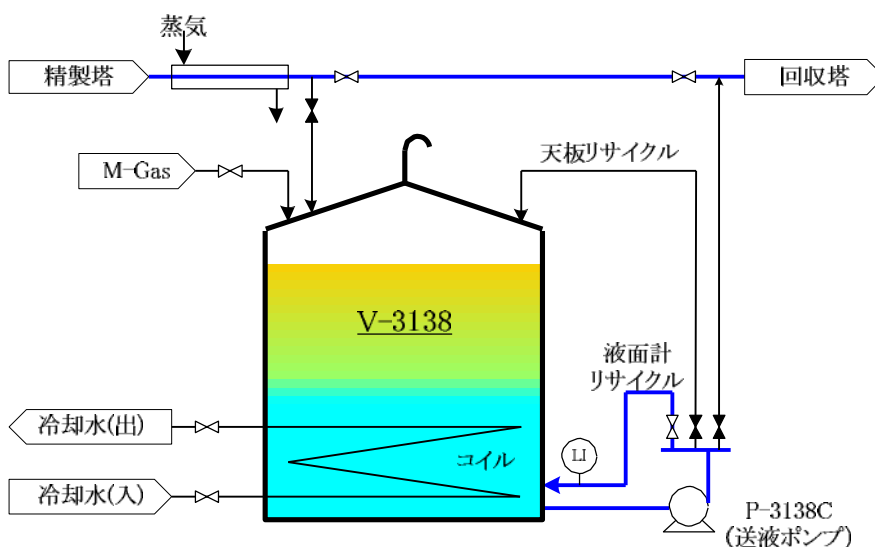 蒸気
精製塔
回収塔
M-Gas
天板リサイクル
V-3138
液面計
リサイクル
冷却水(出)
コイル
LI
冷却水(入)
P-3138C
(送液ポンプ)